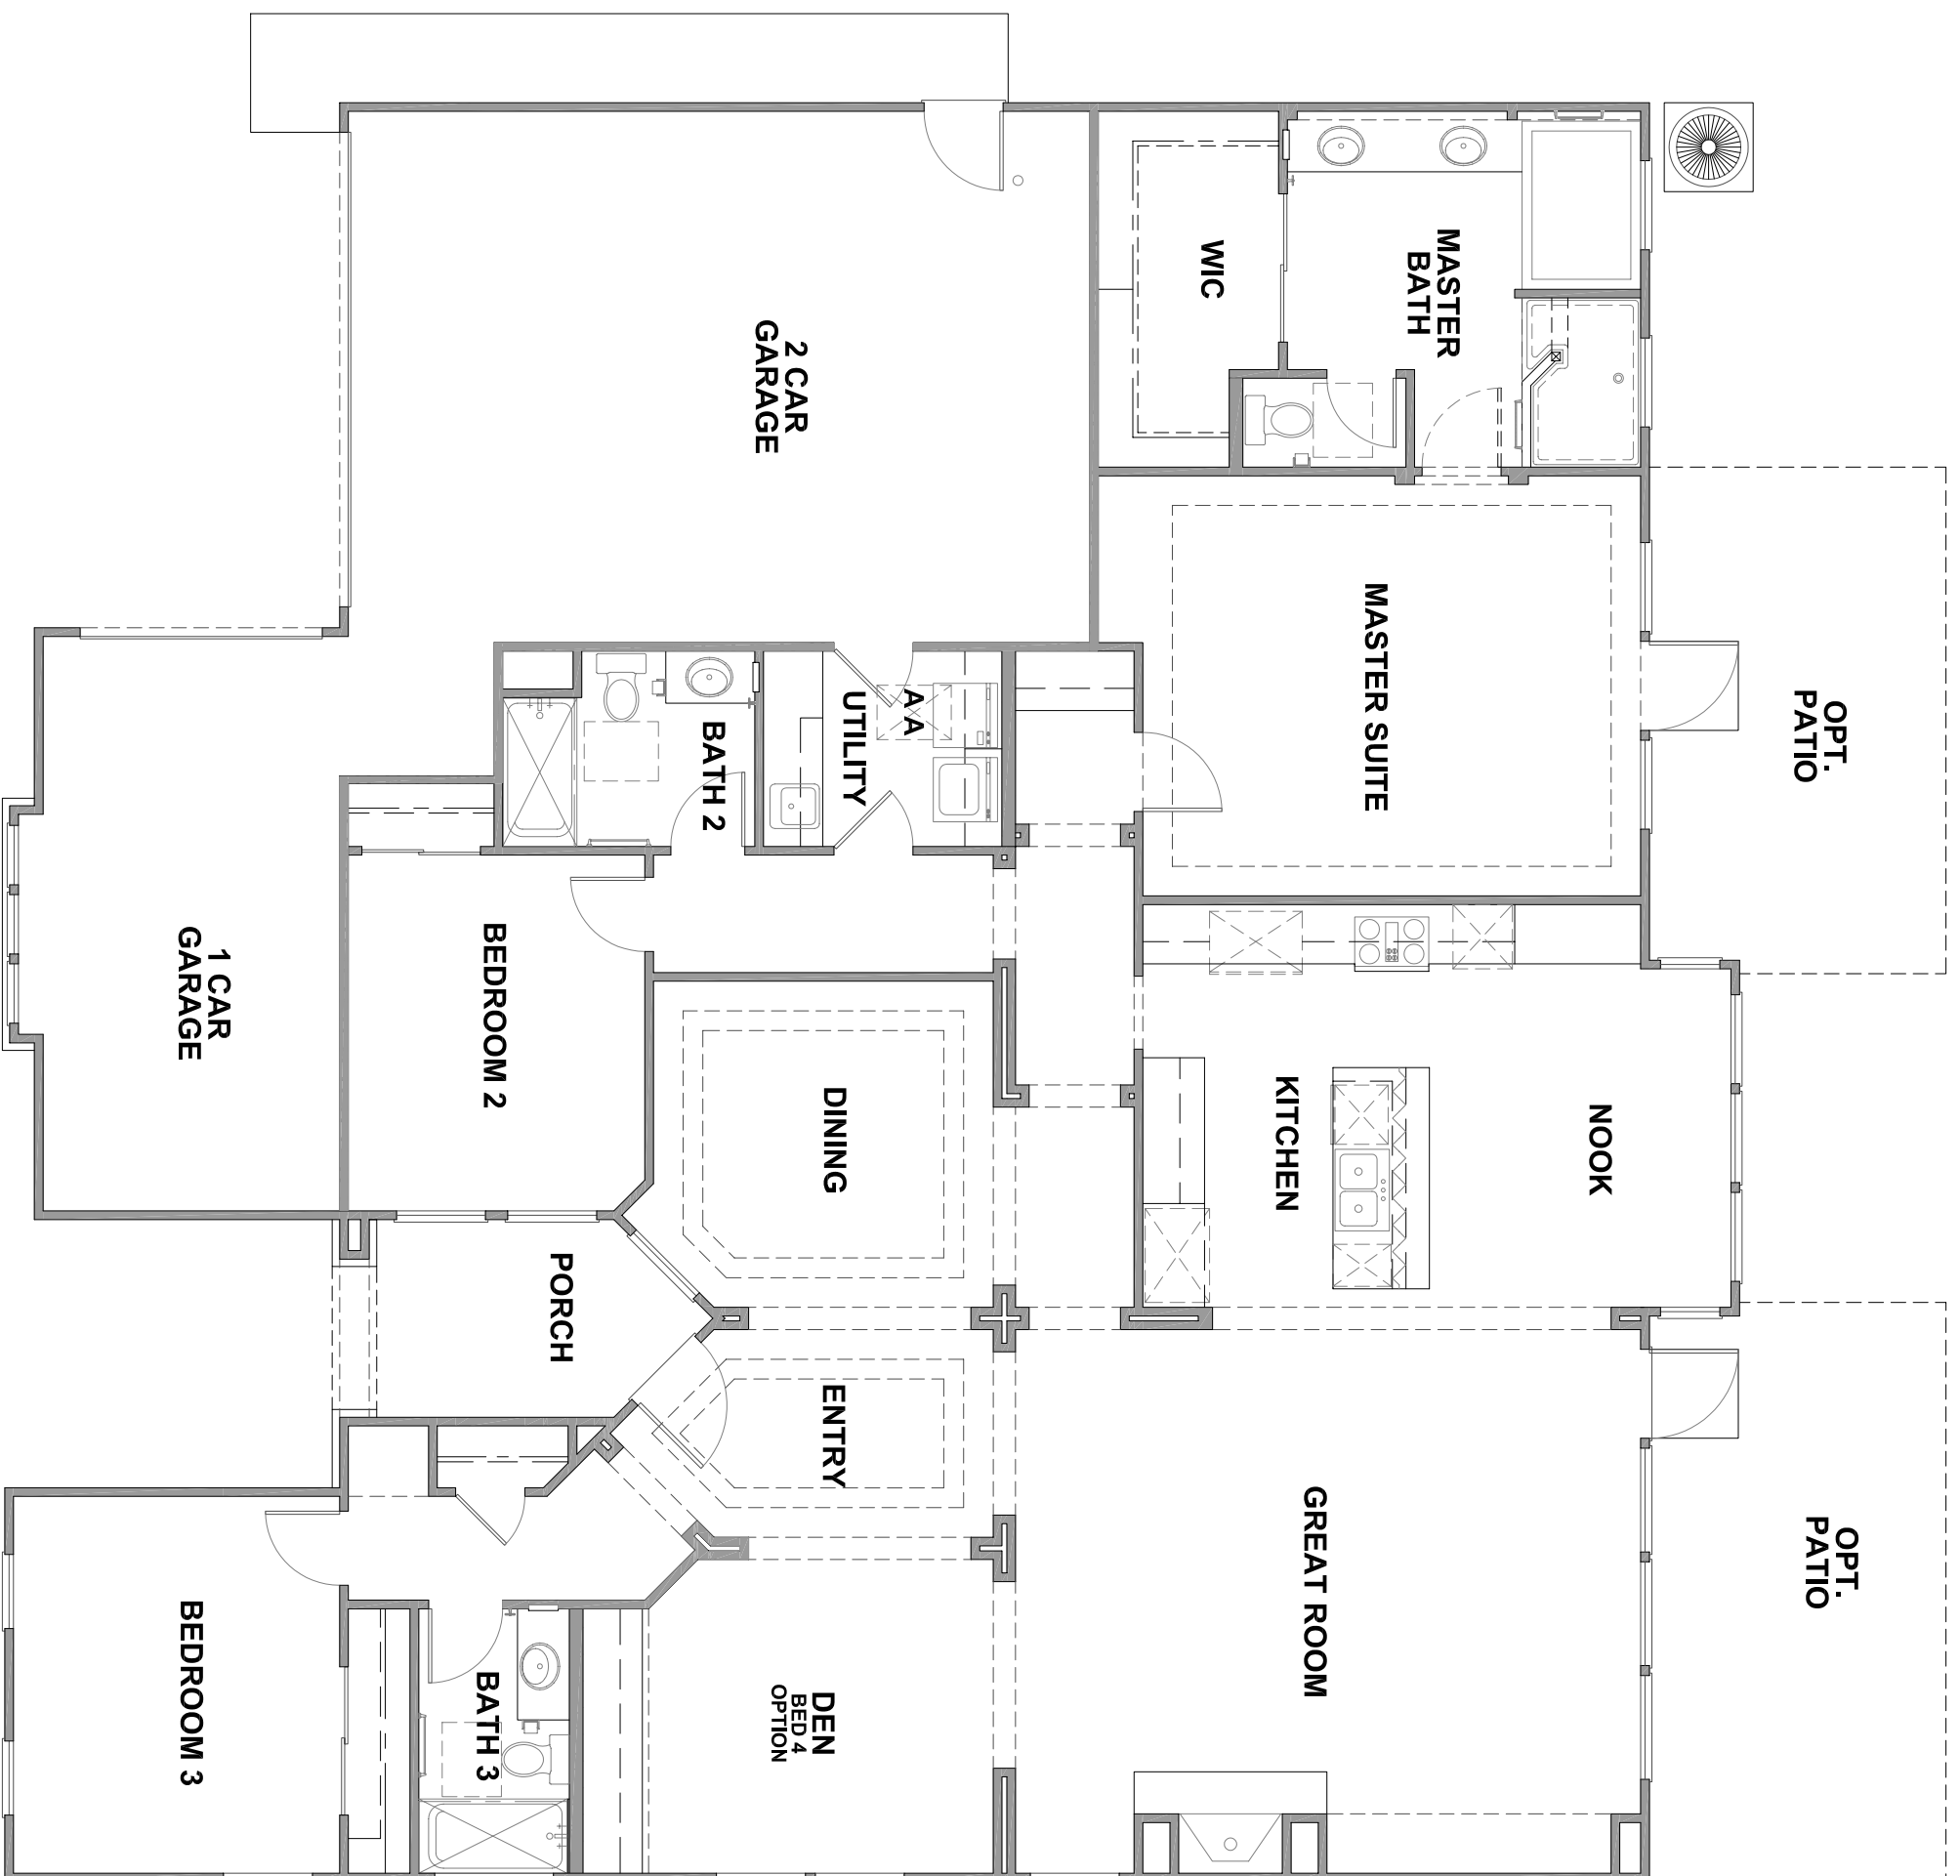 OPT.
PATIO
OPT.
PATIO
MASTER
BATH
WIC
MASTER SUITE
NOOK
KITCHEN
GREAT ROOM
2 CAR
GARAGE
A A
UTILITY
BATH 2
DINING
ENTRY
DEN
BED 4
OPTION
BEDROOM 2
PORCH
BATH 3
1 CAR
GARAGE
BEDROOM 3